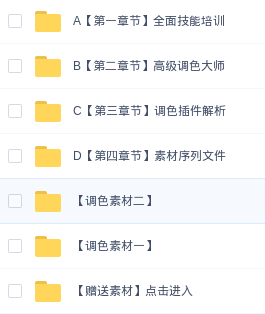 A【第一章节】全面技能培训
B【第二章节】高级调色大师
C【第三章节】调色插件解析
D【第四章节】素材序列文件
【调色素材二】
【调色素材一】
【赠送素材】点击进入